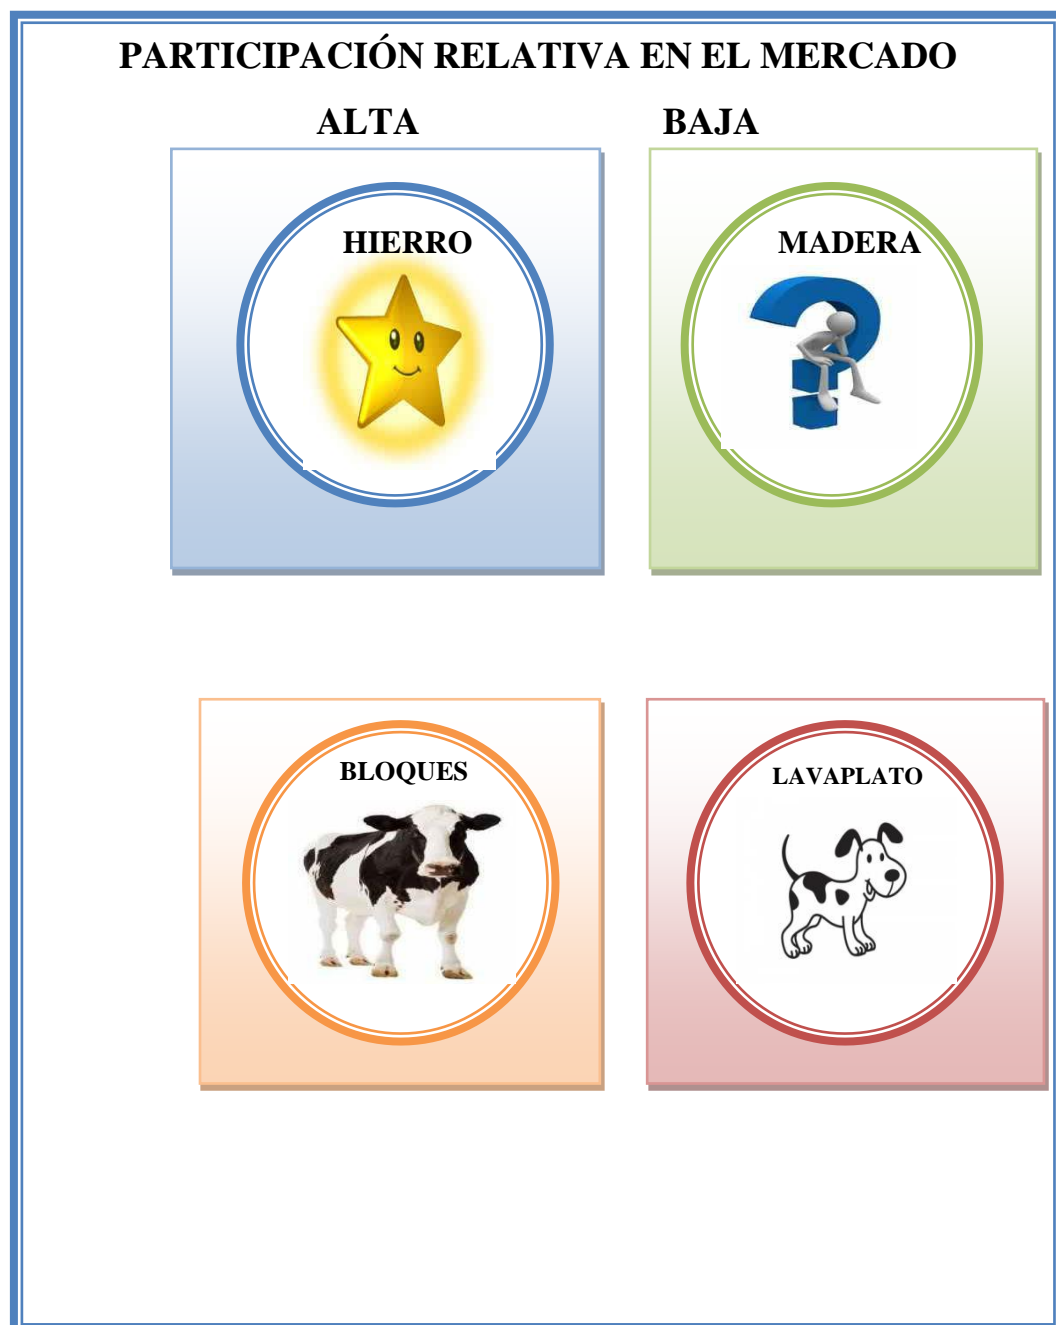 PARTICIPACIÓN RELATIVA EN EL MERCADO
ALTA BAJA
HIERRO
MADERA
BLOQUES
LAVAPLATO